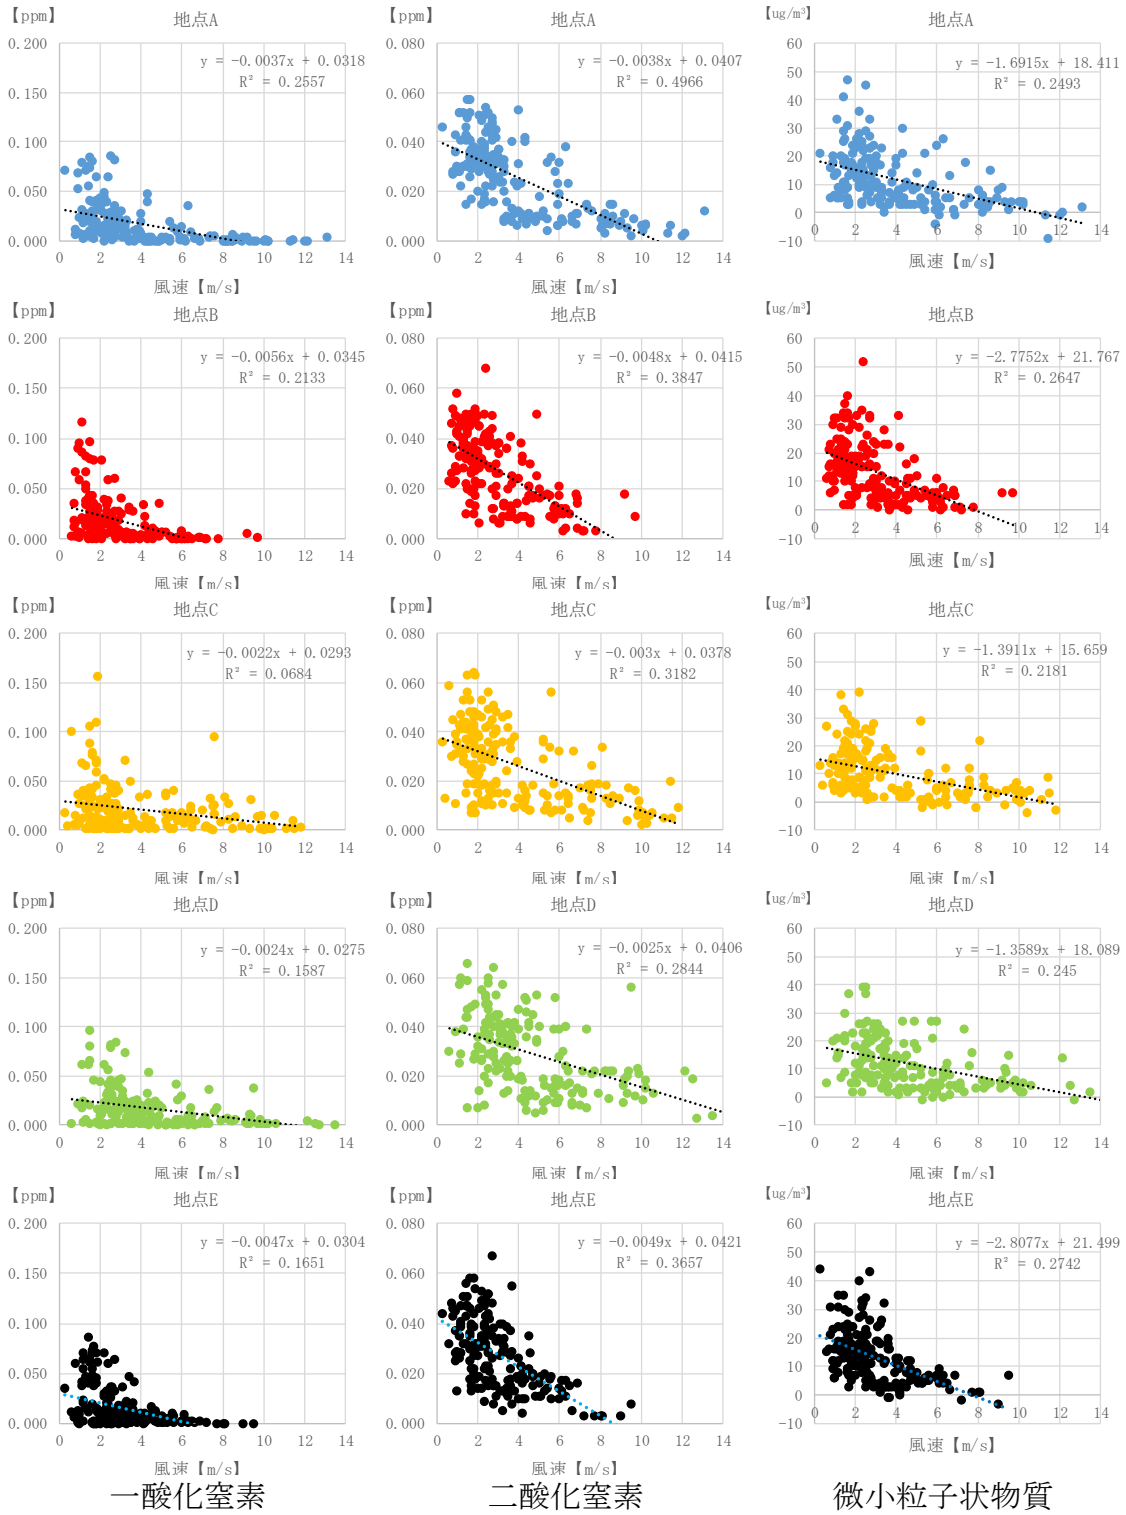 【ppm】 地点A
y = -0.0037x + 0.0318
R² = 0.2557
0.200
0.150
0.100
0.050
0.000
0 2 4 6 8 10 12 14
風速【m/s】
【ppm】 地点A
y = -0.0038x + 0.0407
R² = 0.4966
0.080
0.060
0.040
0.020
0.000
0 2 4 6 8 10 12 14
風速【m/s】
【ug/m³】 地点A
y = -1.6915x + 18.411
R² = 0.2493
60
50
40
30
20
10
0
-10
0 2 4 6 8 10 12 14
風速【m/s】
【ppm】 地点B
y = -0.0056x + 0.0345
R² = 0.2133
0.200
0.150
0.100
0.050
0.000
0 2 4 6 8 10 12 14
風速【m/s】
【ppm】 地点B
y = -0.0048x + 0.0415
R² = 0.3847
0.080
0.060
0.040
0.020
0.000
0 2 4 6 8 10 12 14
風速【m/s】
【ug/m³】 地点B
y = -2.7752x + 21.767
R² = 0.2647
60
50
40
30
20
10
0
-10
0 2 4 6 8 10 12 14
風速【m/s】
【ppm】 地点C
y = -0.0022x + 0.0293
R² = 0.0684
0.200
0.150
0.100
0.050
0.000
0 2 4 6 8 10 12 14
風速【m/s】
【ppm】 地点C
y = -0.003x + 0.0378
R² = 0.3182
0.080
0.060
0.040
0.020
0.000
0 2 4 6 8 10 12 14
風速【m/s】
【ug/m³】 地点C
y = -1.3911x + 15.659
R² = 0.2181
60
50
40
30
20
10
0
-10
0 2 4 6 8 10 12 14
風速【m/s】
【ppm】 地点D
y = -0.0024x + 0.0275
R² = 0.1587
0.200
0.150
0.100
0.050
0.000
0 2 4 6 8 10 12 14
風速【m/s】
【ppm】 地点D
y = -0.0025x + 0.0406
R² = 0.2844
0.080
0.060
0.040
0.020
0.000
0 2 4 6 8 10 12 14
風速【m/s】
【ug/m³】 地点D
y = -1.3589x + 18.089
R² = 0.245
60
50
40
30
20
10
0
-10
0 2 4 6 8 10 12 14
風速【m/s】
【ppm】 地点E
y = -0.0047x + 0.0304
R² = 0.1651
0.200
0.150
0.100
0.050
0.000
0 2 4 6 8 10 12 14
風速【m/s】
【ppm】 地点E
y = -0.0049x + 0.0421
R² = 0.3657
0.080
0.060
0.040
0.020
0.000
0 2 4 6 8 10 12 14
風速【m/s】
【ug/m³】 地点E
y = -2.8077x + 21.499
R² = 0.2742
60
50
40
30
20
10
0
-10
0 2 4 6 8 10 12 14
風速【m/s】
一酸化窒素
二酸化窒素
微小粒子状物質